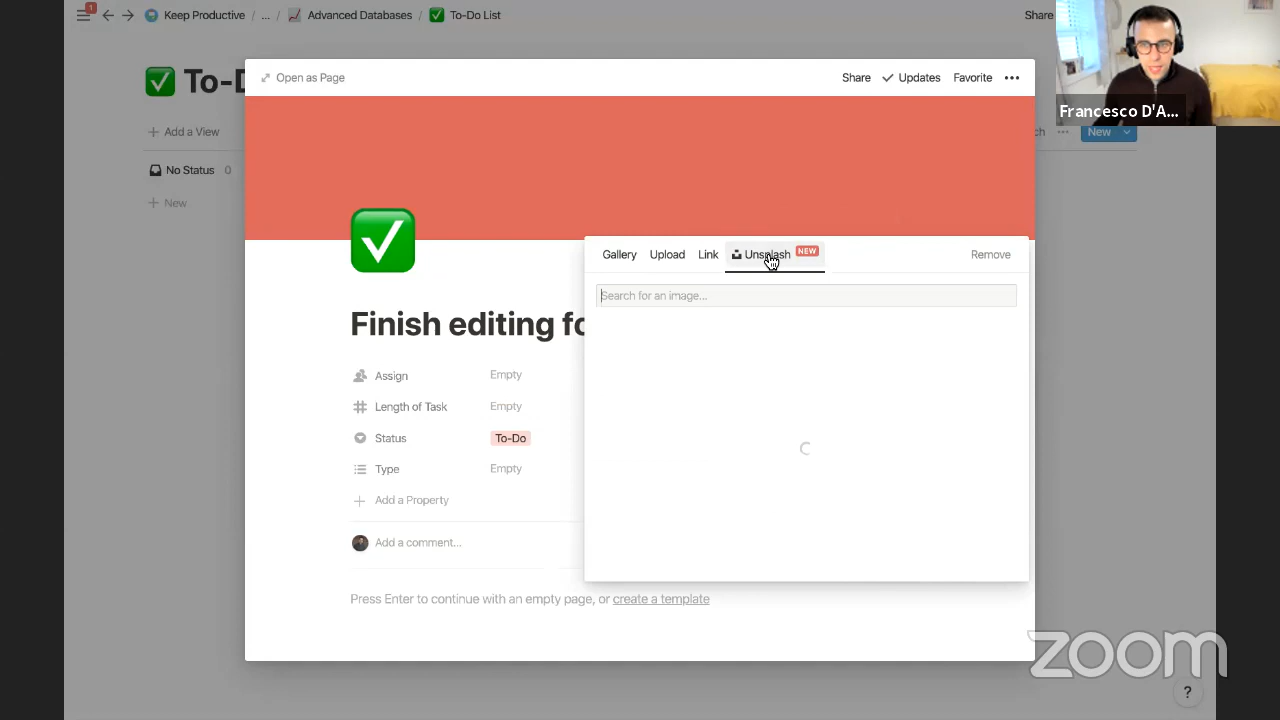 1
Keep Productive / ... / Advanced Databases / To-Do List
Share
Francesco D'A...
To-D
Add a View
ch ... New
No Status 0
New
Open as Page
Share Updates Favorite •••
Finish editing fo
Assign Empty
Length of Task Empty
Status To-Do
Type Empty
Add a Property
Add a comment...
Press Enter to continue with an empty page, or create a template
Gallery Upload Link Unsplash NEW Remove
Search for an image...
zoom
?